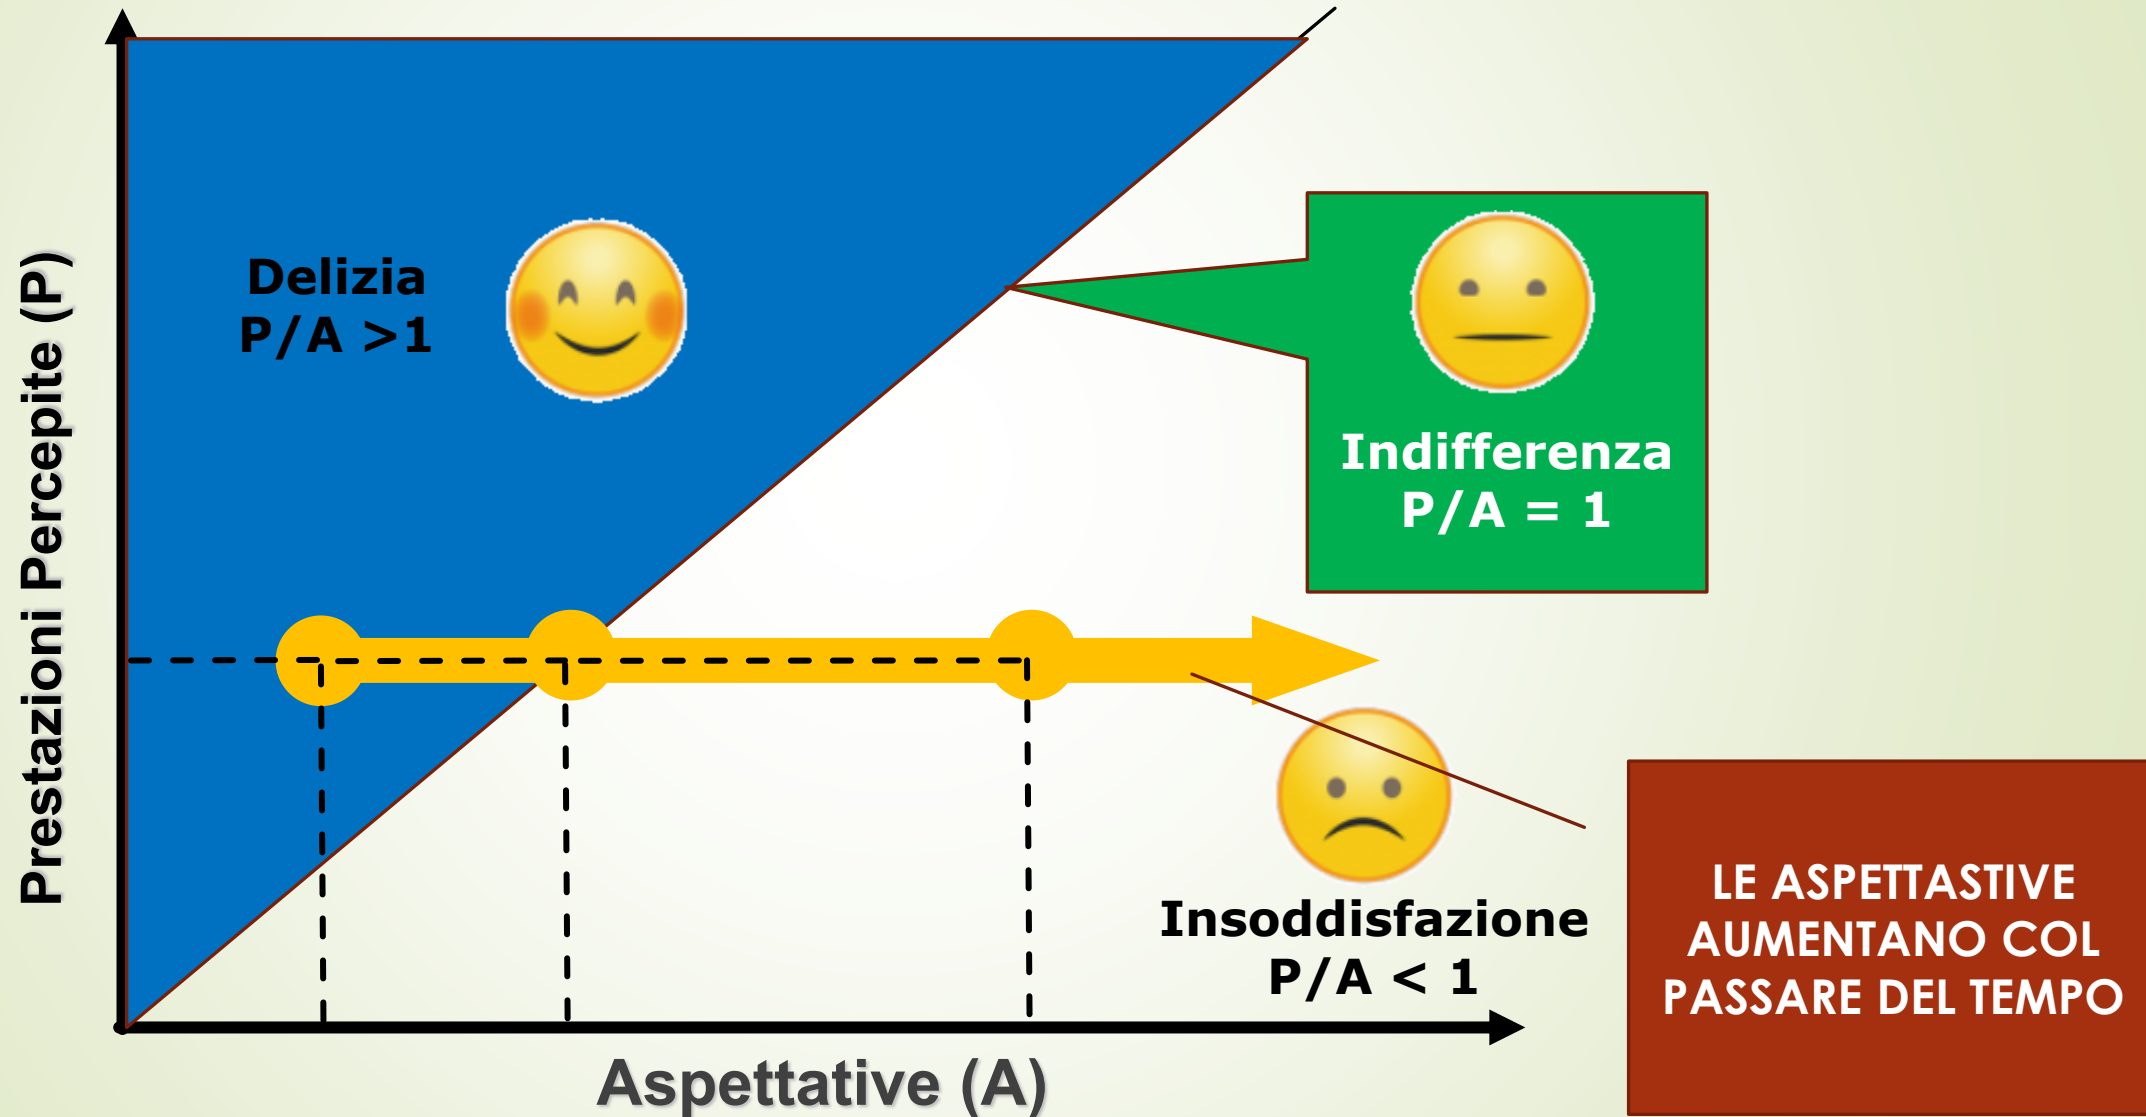 Prestazioni Percepite (P)
Delizia
P/A >1
Indifferenza
P/A = 1
Insoddisfazione
P/A < 1
LE ASPETTASTIVE
AUMENTANO COL
PASSARE DEL TEMPO
Aspettative (A)